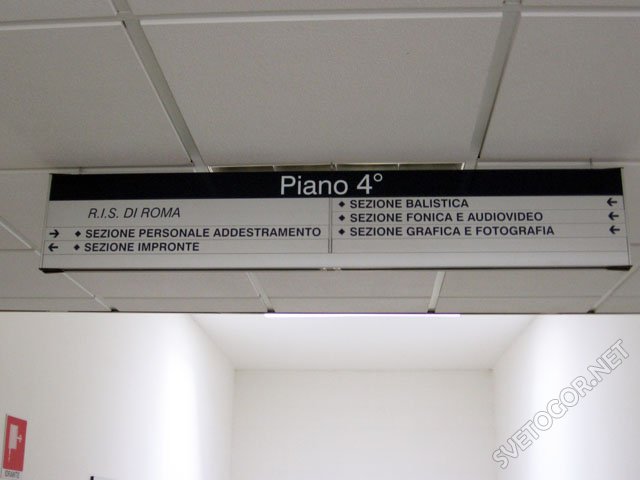 Piano 4°
R.I.S. DI ROMA
→ ◆ SEZIONE PERSONALE ADDESTRAMENTO
← ◆ SEZIONE IMPRONTE
◆ SEZIONE BALISTICA ←
◆ SEZIONE FONICA E AUDIOVIDEO ←
◆ SEZIONE GRAFICA E FOTOGRAFIA ←
IDRANTE
SVETOGOR.NET